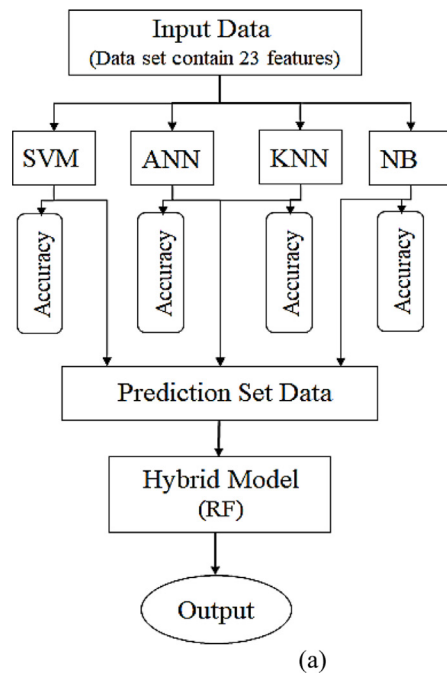 Input Data
(Data set contain 23 features)
SVM
ANN
KNN
NB
Accuracy
Accuracy
Accuracy
Accuracy
Prediction Set Data
Hybrid Model
(RF)
Output
(a)